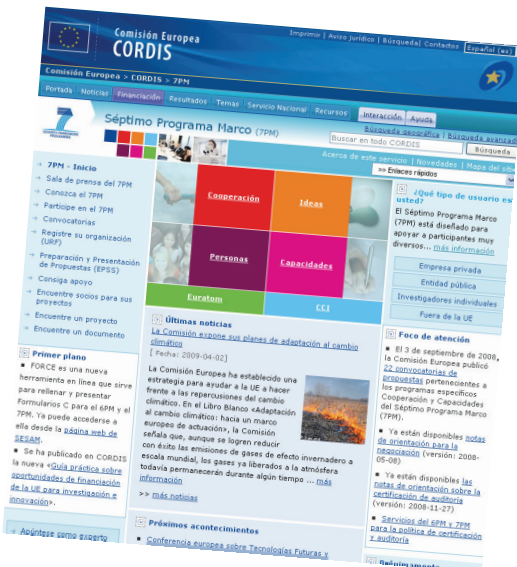 Comisión Europea
CORDIS
Imprimir | Aviso jurídico | Búsqueda | Contactos Español (es)
Comisión Europea > CORDIS > 7PM
Portada Noticias Financiación Resultados Temas Servicio Nacional Recursos Interacción Ayuda
Búsqueda geográfica | Búsqueda avanzad
Séptimo Programa Marco (7PM)
Buscar en todo CORDIS Búsqueda
Acerca de este servicio | Novedades | Mapa del
>> Enlaces rápidos
7PM - Inicio
Sala de prensa del 7PM
Conozca el 7PM
Participe en el 7PM
Convocatorias
Registre su organización
(URF)
Preparación y Presentación
de Propuestas (EPSS)
Consiga apoyo
Encuentre socios para sus
proyectos
Encuentre un proyecto
Encuentre un documento
Primer plano
FORCE es una nueva
herramienta en línea que sirve
para rellenar y presentar
Formularios C para el 6PM y el
7PM. Ya puede accederse a
ella desde la página web de
SESAM.
Se ha publicado en CORDIS
la nueva «Guía práctica sobre
oportunidades de financiación
de la UE para investigación e
innovación».
Apúntese como experto
Cooperación
Ideas
Personas
Capacidades
Euratom
CCI
Últimas noticias
La Comisión expone sus planes de adaptación al cambio
climático
[ Fecha: 2009-04-02]
La Comisión Europea ha establecido una
estrategia para ayudar a la UE a hacer
frente a las repercusiones del cambio
climático. En el Libro Blanco «Adaptación
al cambio climático: hacia un marco
europeo de actuación», la Comisión
señala que, aunque se logren reducir
con éxito las emisiones de gases de efecto invernadero a
escala mundial, los gases ya liberados a la atmósfera
todavía permanecerán durante algún tiempo ... más
información
>> más noticias
Próximos acontecimientos
Conferencia europea sobre Tecnologías Futuras y
¿Qué tipo de usuario es
usted?
El Séptimo Programa Marco
(7PM) está diseñado para
apoyar a participantes muy
diversos... más información
Empresa privada
Entidad pública
Investigadores individuales
Fuera de la UE
Foco de atención
El 3 de septiembre de 2008,
la Comisión Europea publicó
22 convocatorias de
propuestas pertenecientes a
los programas específicos
Cooperación y Capacidades
del Séptimo Programa Marco
(7PM).
Ya están disponibles notas
de orientación para la
negociación (versión: 2008-
05-08)
Ya están disponibles las
notas de orientación sobre la
certificación de auditoría
(versión: 2008-11-27)
Servicios del 6PM y 7PM
para la política de certificación
y auditoría